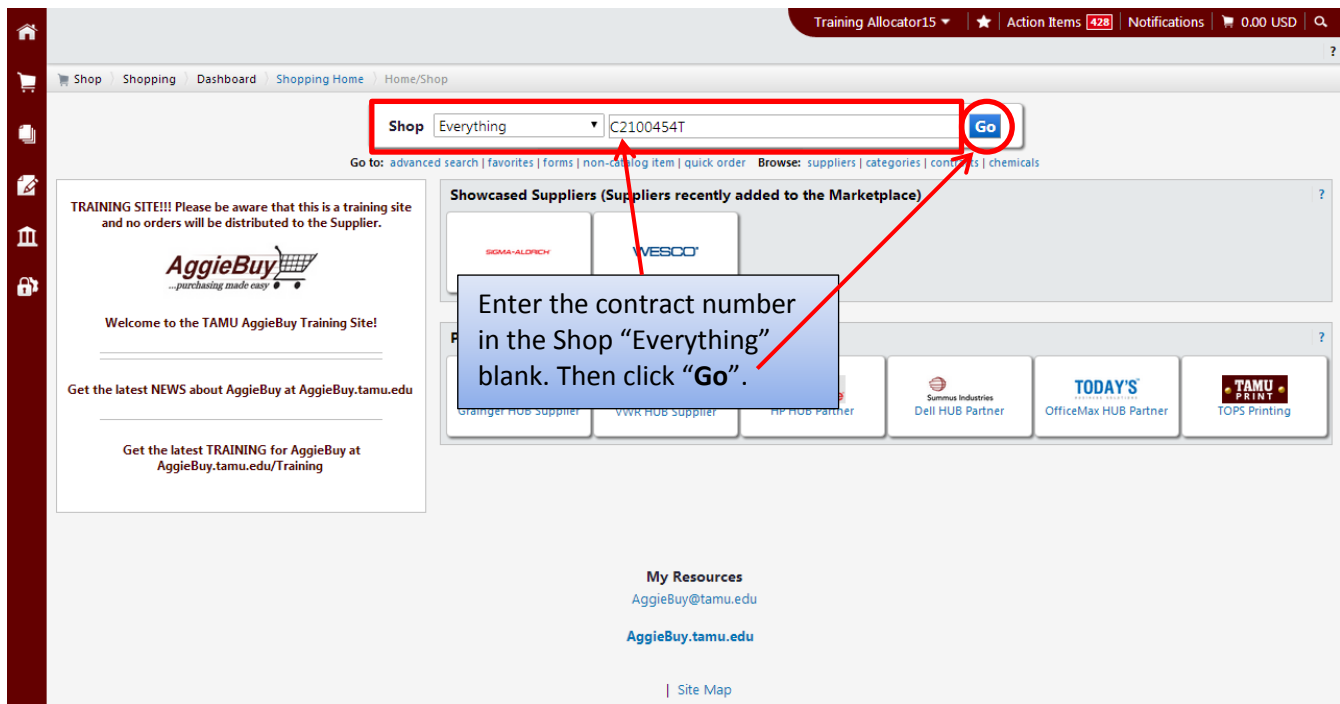 Training Allocator15 Action Items 428 Notifications 0.00 USD
?
Shop Shopping Dashboard Shopping Home Home/Shop
Shop Everything C2100454T Go
Go to: advanced search | favorites | forms | non-catalog item | quick order Browse: suppliers | categories | contracts | chemicals
TRAINING SITE!!! Please be aware that this is a training site
and no orders will be distributed to the Supplier.
AggieBuy
...purchasing made easy
Welcome to the TAMU AggieBuy Training Site!
Get the latest NEWS about AggieBuy at AggieBuy.tamu.edu
Get the latest TRAINING for AggieBuy at
AggieBuy.tamu.edu/Training
Showcased Suppliers (Suppliers recently added to the Marketplace) ?
SIGMA-ALDRICH WESCO
Enter the contract number
in the Shop “Everything”
blank. Then click “Go”.
?
Summus Industries TODAY'S TAMU
BUSINESS SOLUTIONS PRINT
Grainger HUB Supplier VWR HUB Supplier HP HUB Partner Dell HUB Partner OfficeMax HUB Partner TOPS Printing
My Resources
AggieBuy@tamu.edu
AggieBuy.tamu.edu
| Site Map